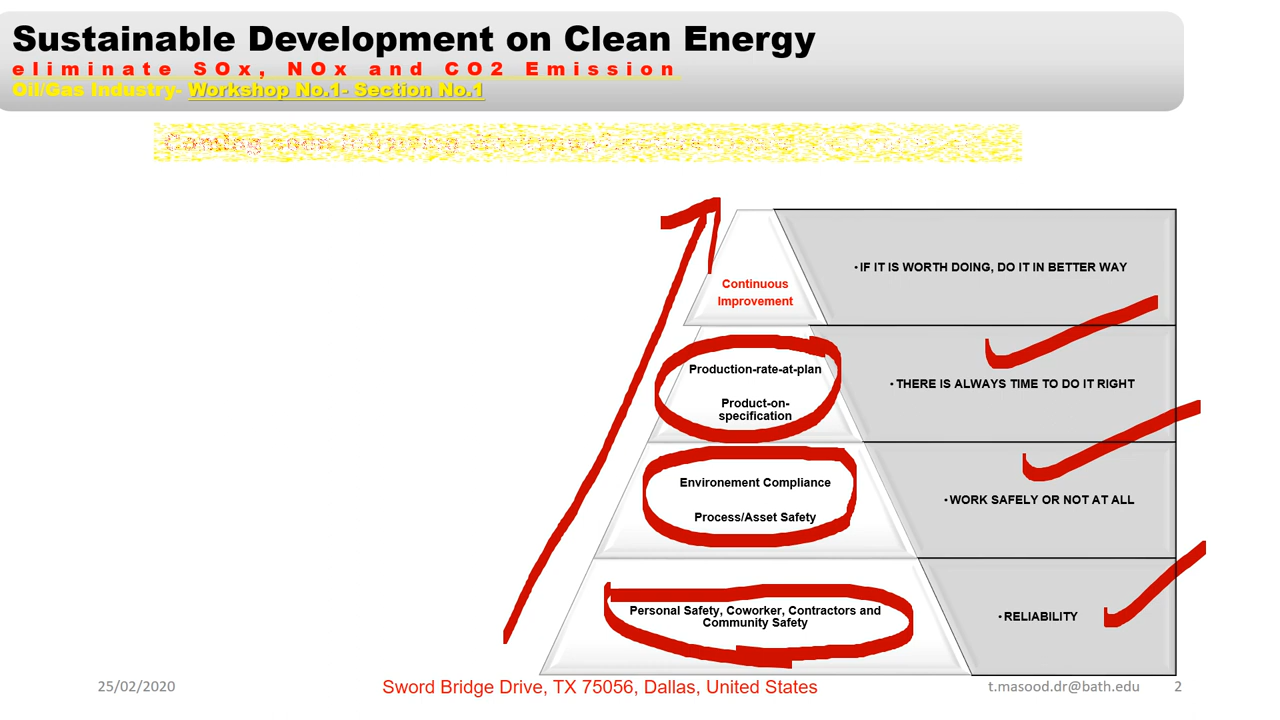 Sustainable Development on Clean Energy
eliminate SOx, NOx and CO2 Emission
Oil/Gas Industry- Workshop No.1- Section No.1
Coming soon
Continuous
Improvement
• IF IT IS WORTH DOING, DO IT IN BETTER WAY
Production-rate-at-plan
Product-on-
specification
• THERE IS ALWAYS TIME TO DO IT RIGHT
Environement Compliance
Process/Asset Safety
• WORK SAFELY OR NOT AT ALL
Personal Safety, Coworker, Contractors and
Community Safety
• RELIABILITY
25/02/2020
Sword Bridge Drive, TX 75056, Dallas, United States
t.masood.dr@bath.edu
2